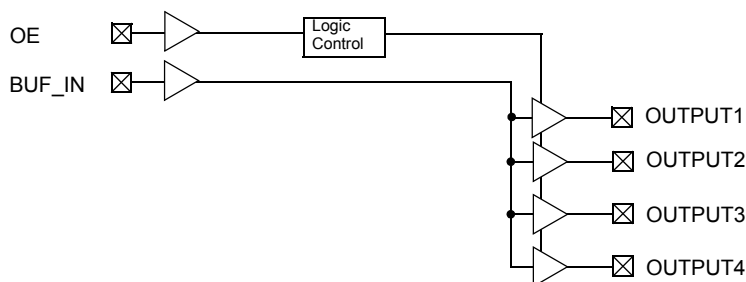 OE
Logic
Control
BUF_IN
OUTPUT1
OUTPUT2
OUTPUT3
OUTPUT4